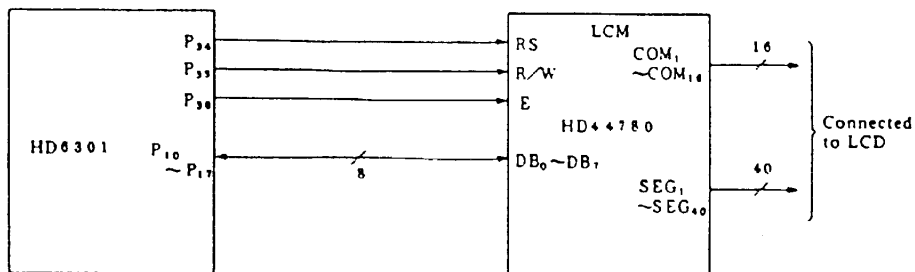 HD6301
P₃₄
P₃₅
P₃₆
P₁₀
~P₁₇
8
LCM
RS
R/W
E
HD44780
DB₀~DB₇
COM₁
~COM₁₆
SEG₁
~SEG₄₀
16
40
Connected
to LCD